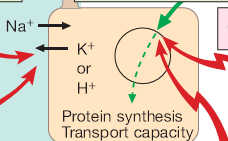 Na⁺
K⁺
or
H⁺
Protein synthesis
Transport capacity